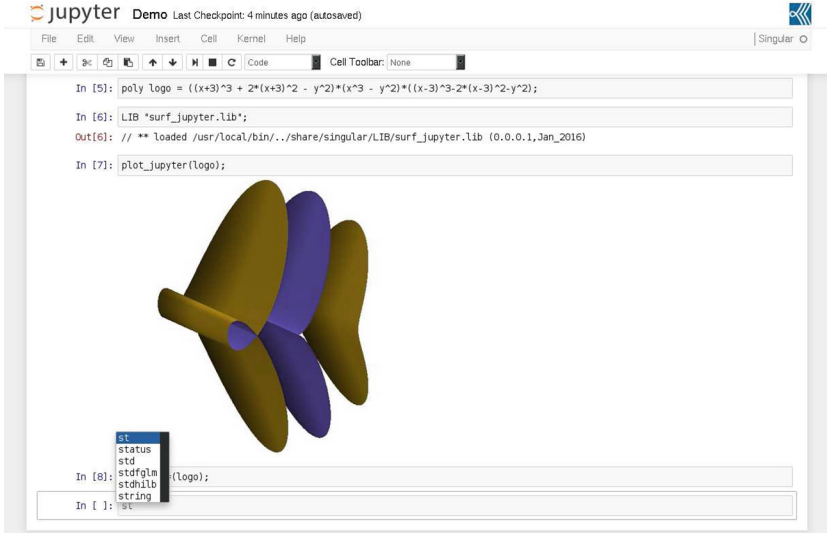 jupyter Demo Last Checkpoint: 4 minutes ago (autosaved)
File Edit View Insert Cell Kernel Help Singular
Code Cell Toolbar: None
In [5]: poly logo = ((x+3)^3 + 2*(x+3)^2 - y^2)*(x^3 - y^2)*((x-3)^3-2*(x-3)^2-y^2);
In [6]: LIB "surf_jupyter.lib";
Out[6]: // ** loaded /usr/local/bin/../share/singular/LIB/surf_jupyter.lib (0.0.0.1,Jan_2016)
In [7]: plot_jupyter(logo);
st
status
std
stdfglm
stdhilb
string
In [8]: (logo);
In [ ]: st